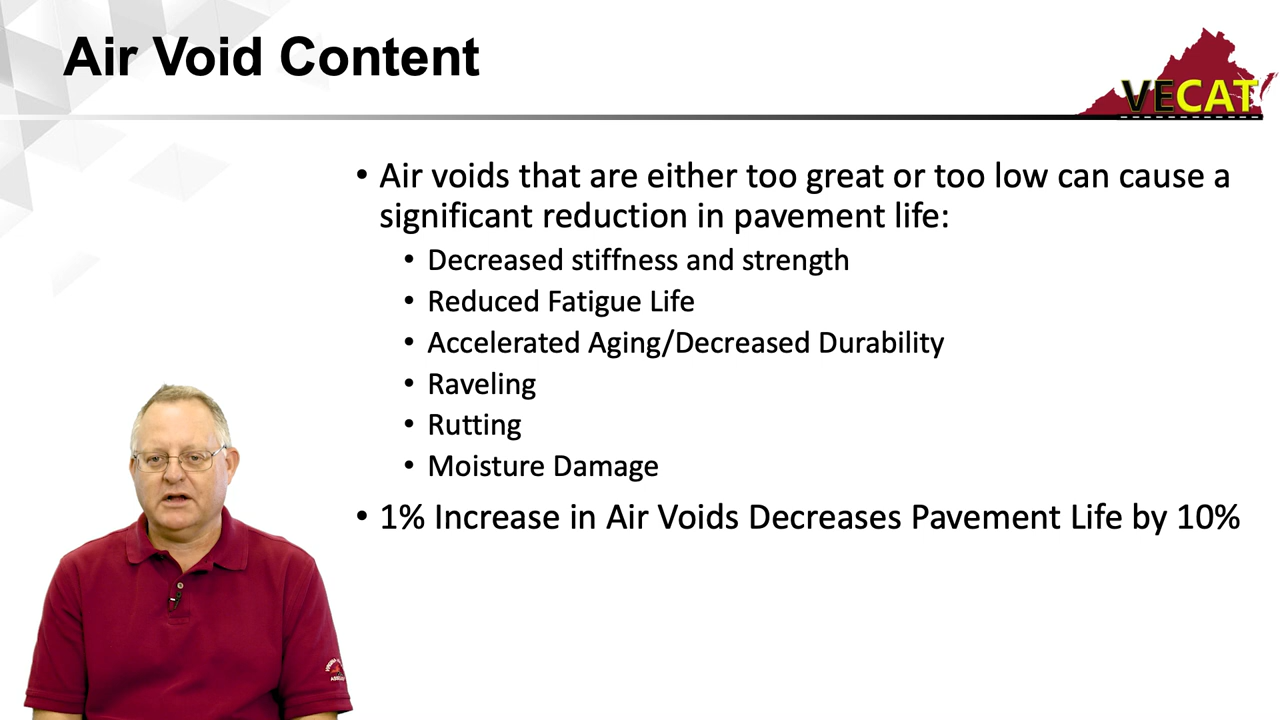 Air Void Content
VECAT
• Air voids that are either too great or too low can cause a
significant reduction in pavement life:
• Decreased stiffness and strength
• Reduced Fatigue Life
• Accelerated Aging/Decreased Durability
• Raveling
• Rutting
• Moisture Damage
• 1% Increase in Air Voids Decreases Pavement Life by 10%